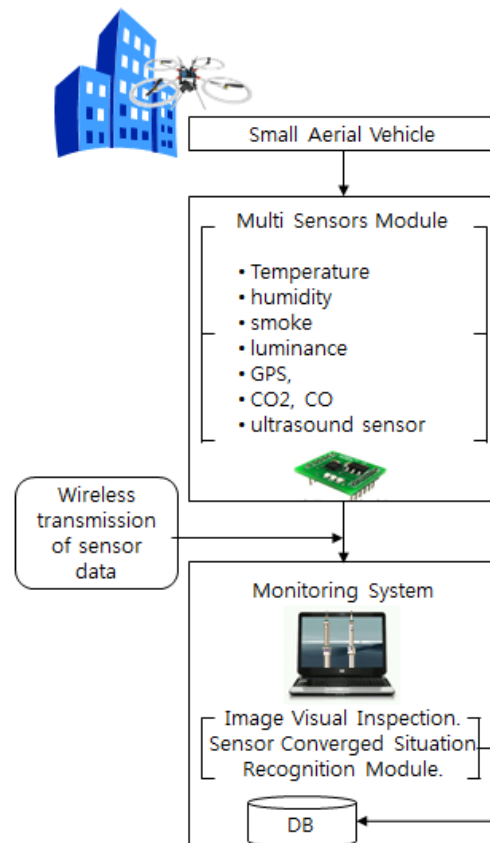 Small Aerial Vehicle
Multi Sensors Module
• Temperature
• humidity
• smoke
• luminance
• GPS,
• CO2, CO
• ultrasound sensor
Wireless
transmission
of sensor
data
Monitoring System
Image Visual Inspection.
Sensor Converged Situation
Recognition Module.
DB